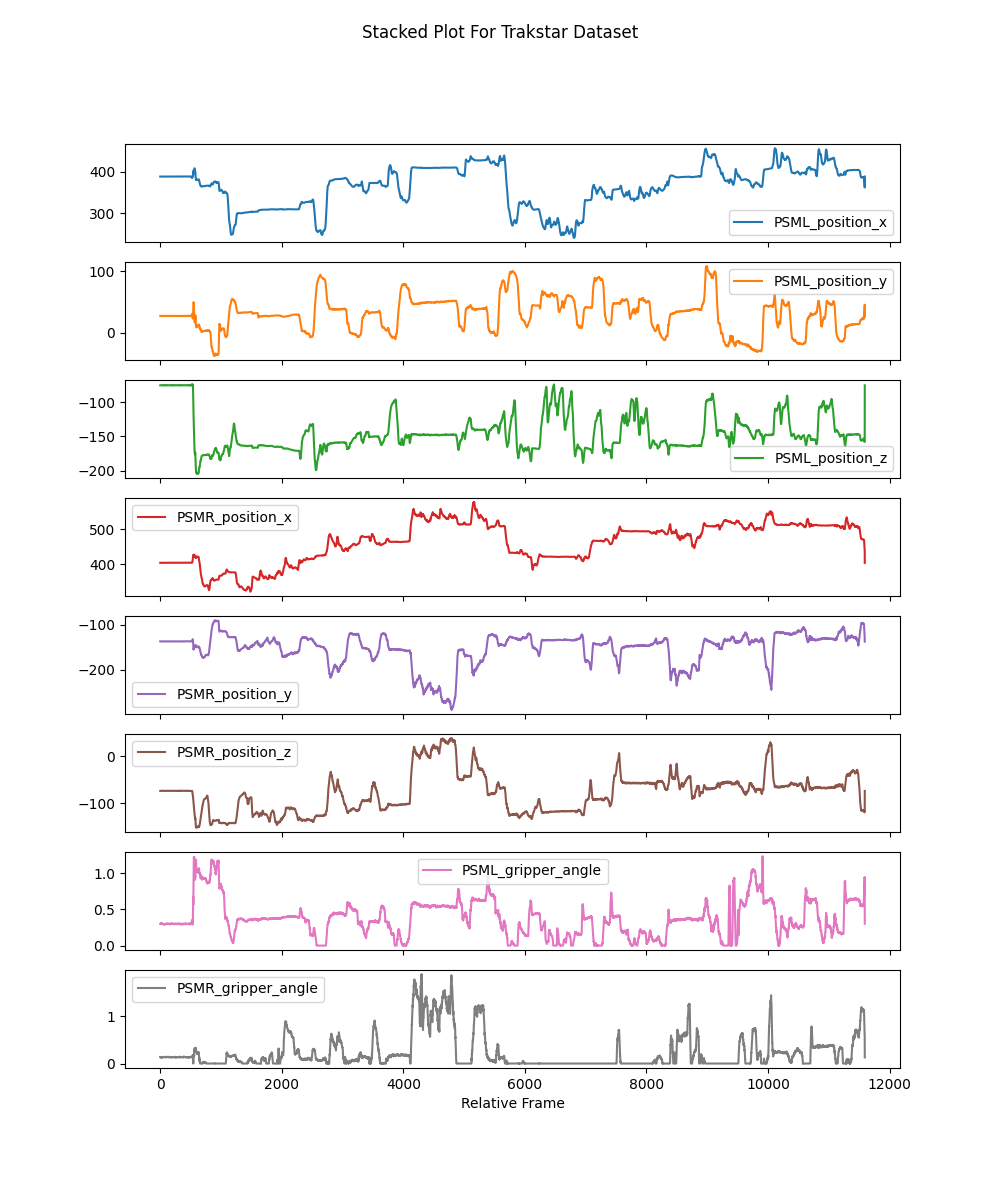 Stacked Plot For Trakstar Dataset
400
300
PSML_position_x
100
0
PSML_position_y
−100
−150
−200
PSML_position_z
500
400
PSMR_position_x
−100
−200
PSMR_position_y
0
−100
PSMR_position_z
1.0
0.5
0.0
PSML_gripper_angle
1
0
PSMR_gripper_angle
0 2000 4000 6000 8000 10000 12000
Relative Frame